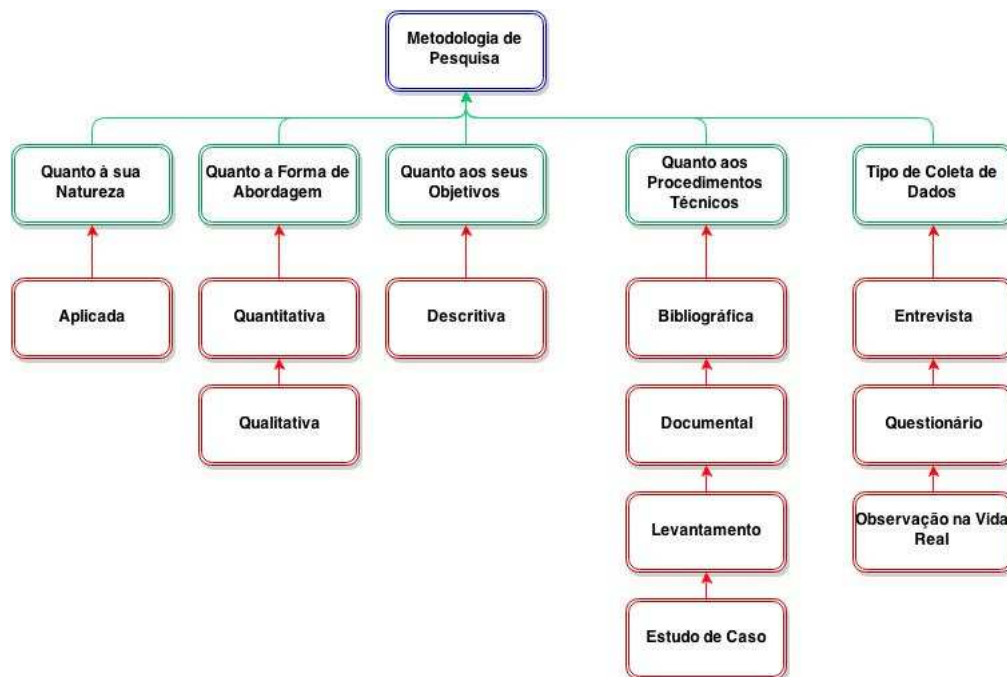 Metodologia de
Pesquisa
Quanto à sua
Natureza
Quanto a Forma de
Abordagem
Quanto aos seus
Objetivos
Quanto aos
Procedimentos
Técnicos
Tipo de Coleta de
Dados
Aplicada
Quantitativa
Descritiva
Bibliográfica
Entrevista
Qualitativa
Documental
Questionário
Levantamento
Observação na Vida
Real
Estudo de Caso